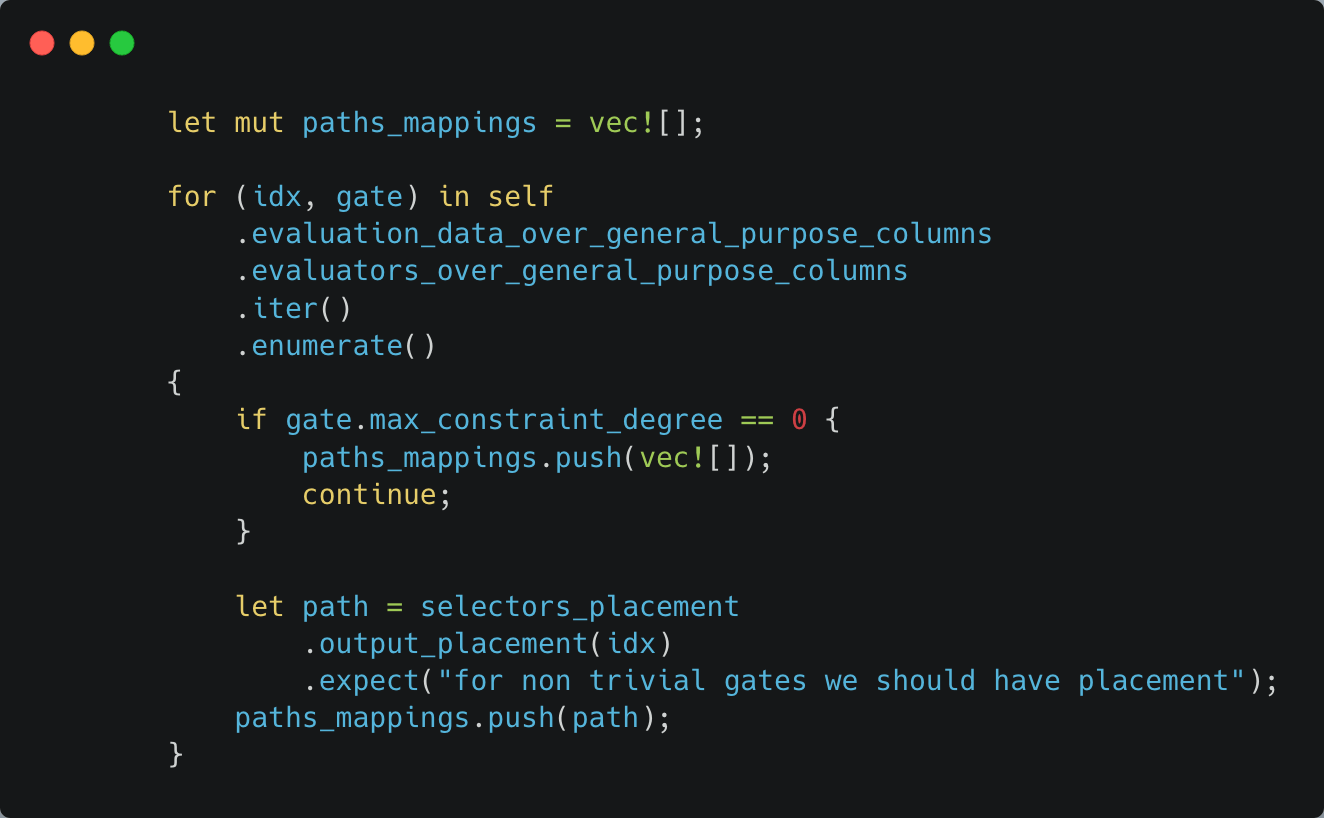 let mut paths_mappings = vec![];

for (idx, gate) in self
    .evaluation_data_over_general_purpose_columns
    .evaluators_over_general_purpose_columns
    .iter()
    .enumerate()
{
    if gate.max_constraint_degree == 0 {
        paths_mappings.push(vec![]);
        continue;
    }

    let path = selectors_placement
        .output_placement(idx)
        .expect("for non trivial gates we should have placement");
    paths_mappings.push(path);
}